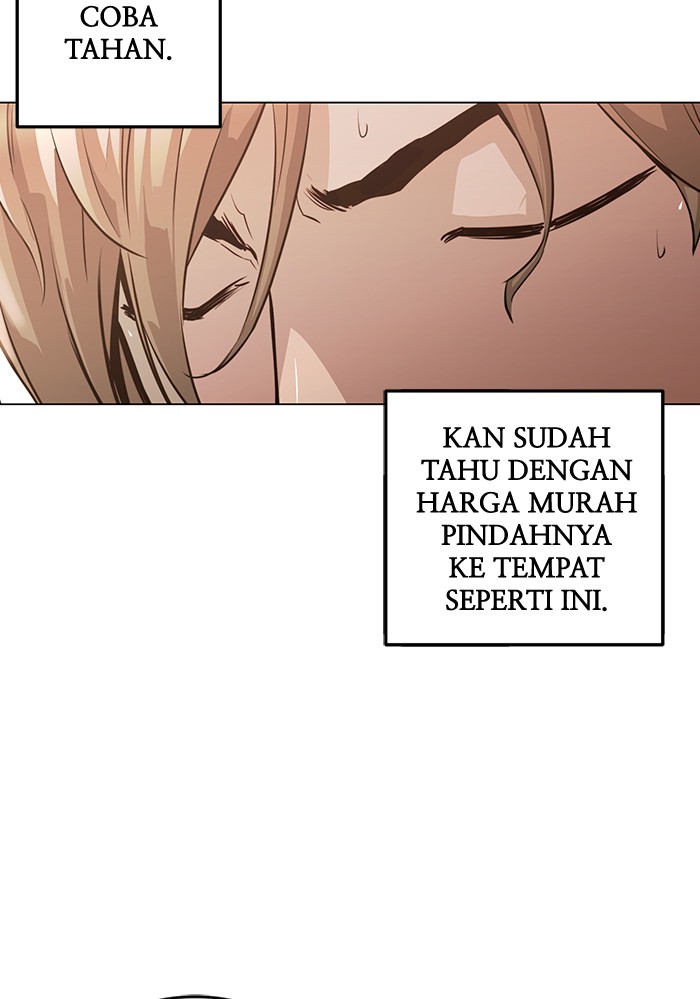 COBA
TAHAN.
KAN SUDAH
TAHU DENGAN
HARGA MURAH
PINDAHNYA
KE TEMPAT
SEPERTI INI.